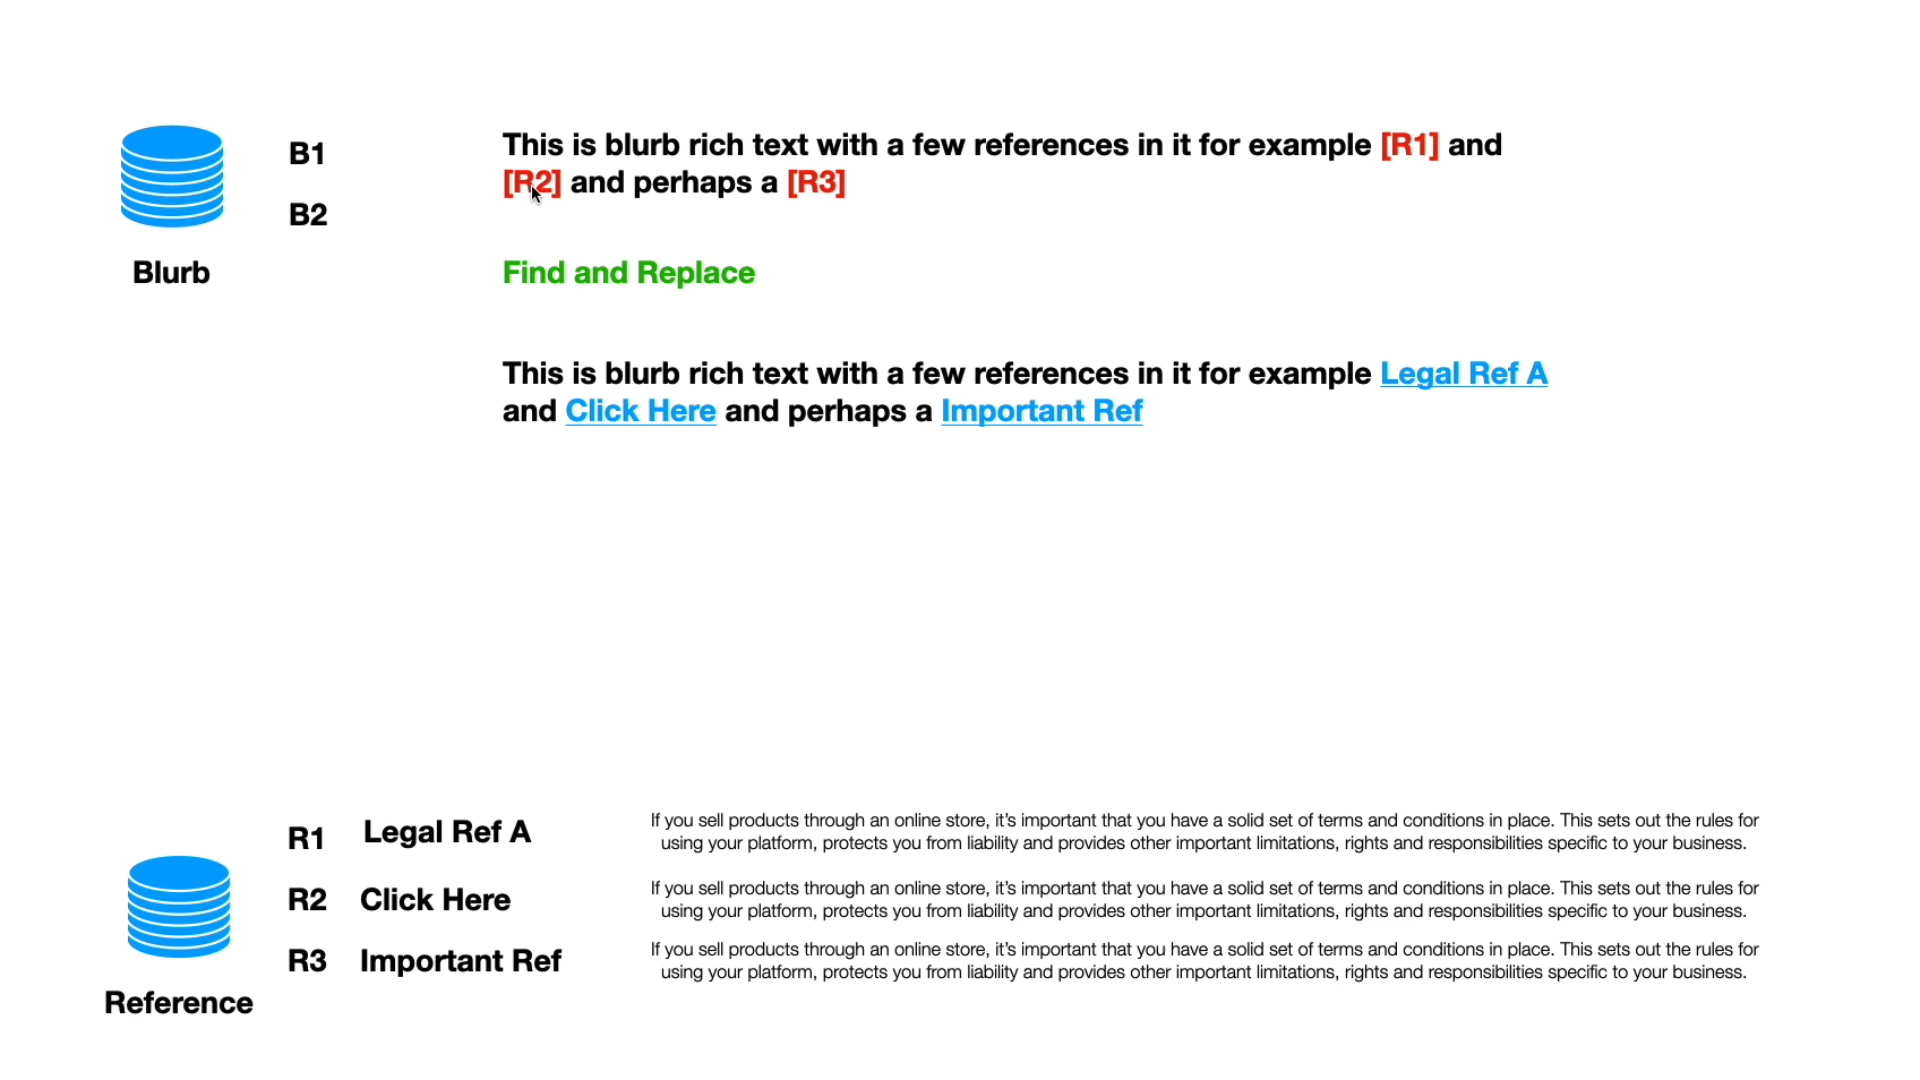 B1
B2
Blurb
This is blurb rich text with a few references in it for example [R1] and
[R2] and perhaps a [R3]
Find and Replace
This is blurb rich text with a few references in it for example Legal Ref A
and Click Here and perhaps a Important Ref
R1 Legal Ref A
If you sell products through an online store, it’s important that you have a solid set of terms and conditions in place. This sets out the rules for
using your platform, protects you from liability and provides other important limitations, rights and responsibilities specific to your business.
R2 Click Here
If you sell products through an online store, it’s important that you have a solid set of terms and conditions in place. This sets out the rules for
using your platform, protects you from liability and provides other important limitations, rights and responsibilities specific to your business.
R3 Important Ref
If you sell products through an online store, it’s important that you have a solid set of terms and conditions in place. This sets out the rules for
using your platform, protects you from liability and provides other important limitations, rights and responsibilities specific to your business.
Reference